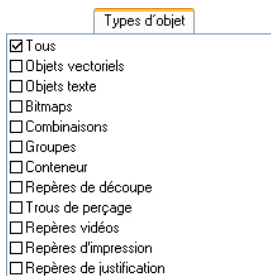 Types d´objet
Tous
Objets vectoriels
Objets texte
Bitmaps
Combinaisons
Groupes
Conteneur
Repères de découpe
Trous de perçage
Repères vidéos
Repères d'impression
Repères de justification